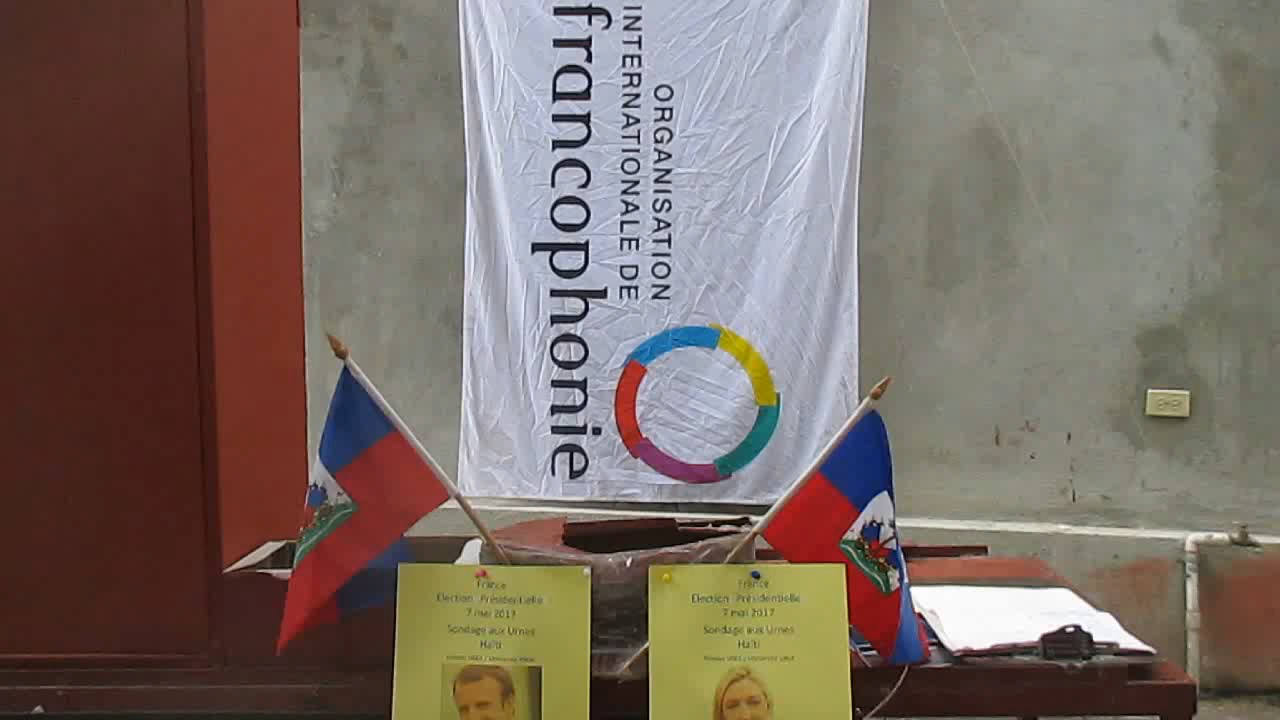 ORGANISATION
INTERNATIONALE DE
francophonie
France
Election Présidentielle
7 mai 2017
Sondage aux Urnes
Haïti
France
Election Présidentielle
7 mai 2017
Sondage aux Urnes
Haïti